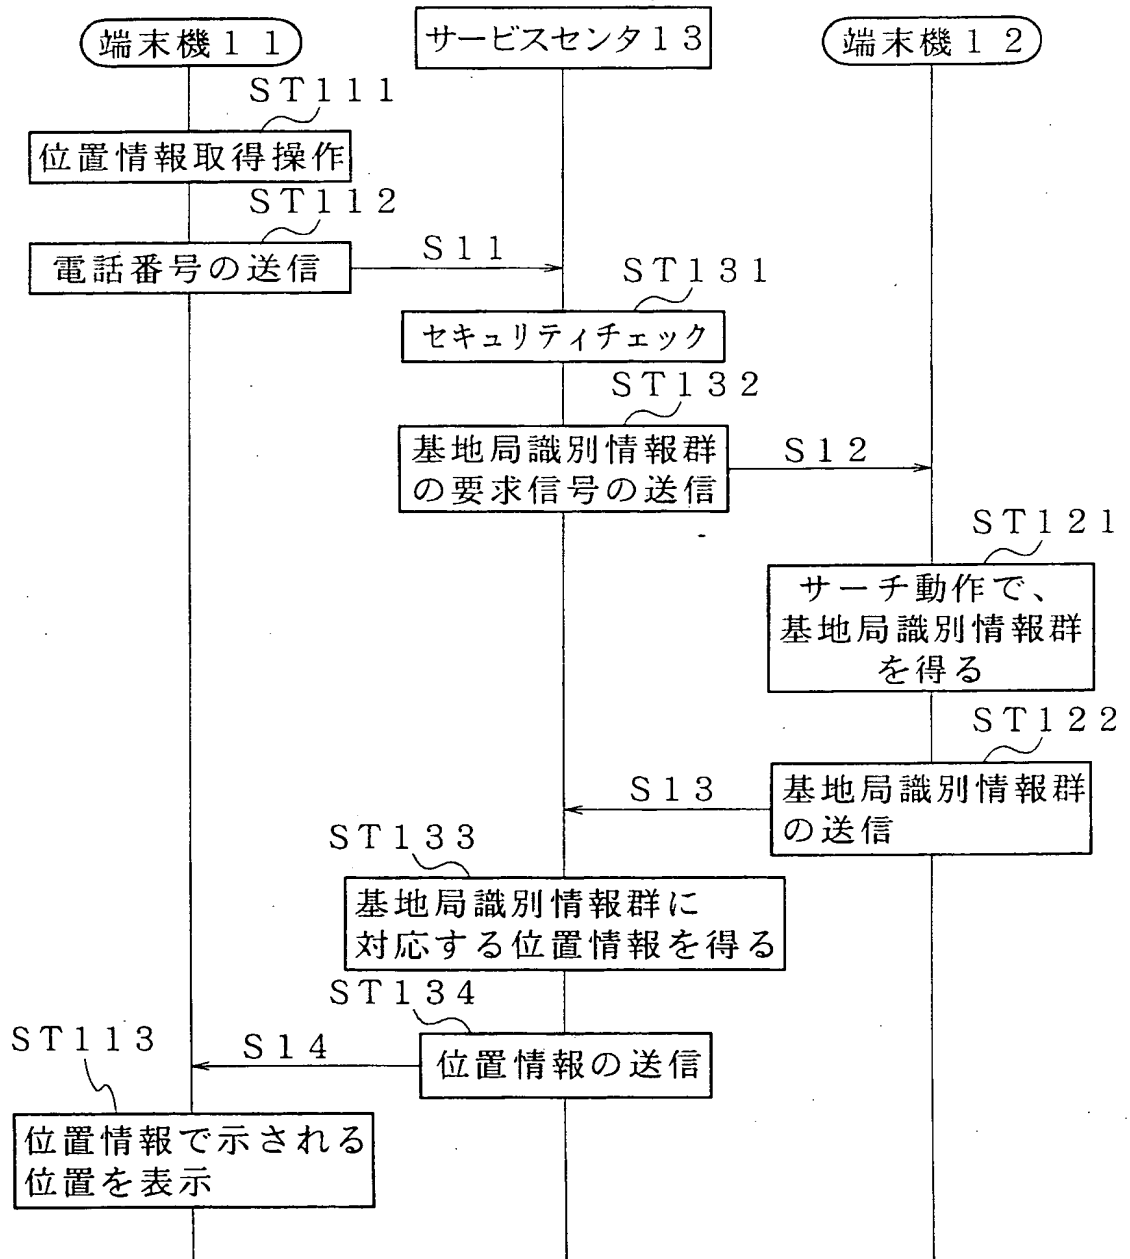 端末機１１
サービスセンタ１３
端末機１２
ＳＴ１１１
位置情報取得操作
ＳＴ１１２
電話番号の送信
Ｓ１１
ＳＴ１３１
セキュリティチェック
ＳＴ１３２
基地局識別情報群
の要求信号の送信
Ｓ１２
ＳＴ１２１
サーチ動作で、
基地局識別情報群
を得る
ＳＴ１２２
基地局識別情報群
の送信
Ｓ１３
ＳＴ１３３
基地局識別情報群に
対応する位置情報を得る
ＳＴ１３４
位置情報の送信
Ｓ１４
ＳＴ１１３
位置情報で示される
位置を表示